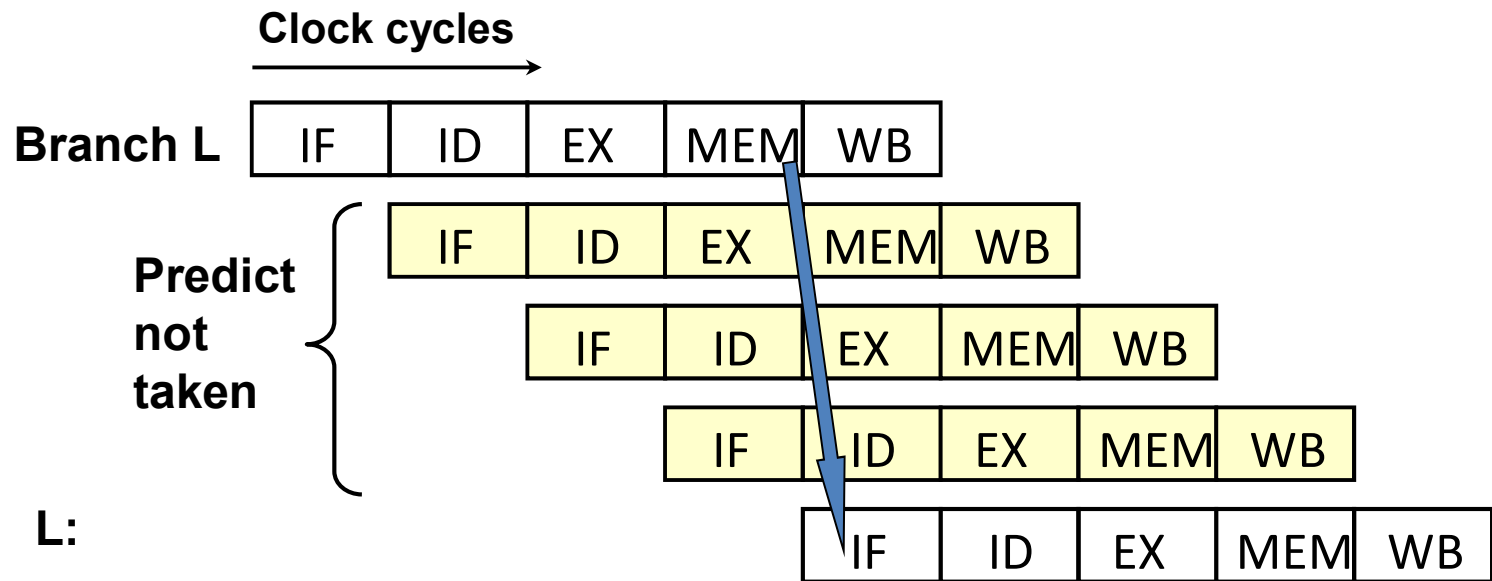 Clock cycles
Branch L IF ID EX MEM WB
IF ID EX MEM WB
Predict
not
taken
IF ID EX MEM WB
IF ID EX MEM WB
L:
IF ID EX MEM WB